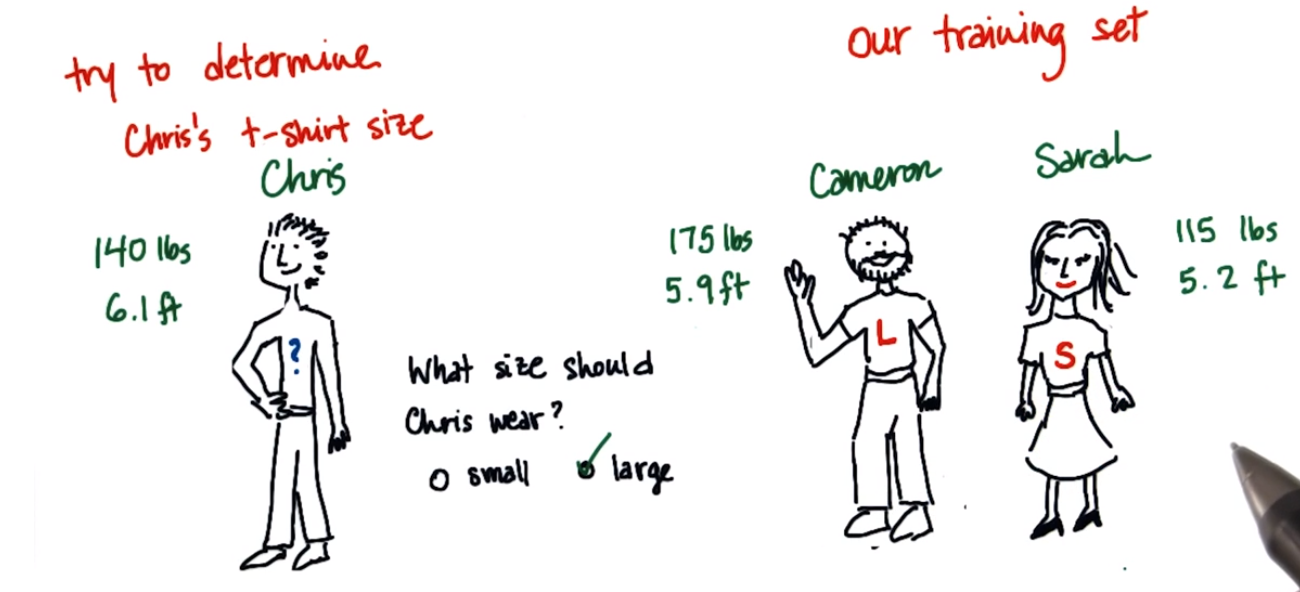 try to determine
Chris's t-shirt size
Chris
140 lbs
6.1 ft
?
What size should
Chris wear?
small
large
our training set
Cameron
175 lbs
5.9 ft
L
Sarah
115 lbs
5.2 ft
S